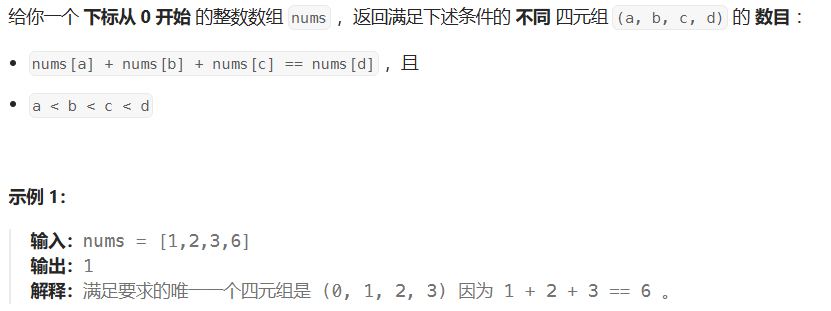 给你一个 下标从 0 开始 的整数数组 nums ，返回满足下述条件的 不同 四元组 (a, b, c, d) 的 数目 ：
• nums[a] + nums[b] + nums[c] == nums[d] ，且
• a < b < c < d
示例 1：
输入：nums = [1,2,3,6]
输出：1
解释：满足要求的唯一一个四元组是 (0, 1, 2, 3) 因为 1 + 2 + 3 == 6 。